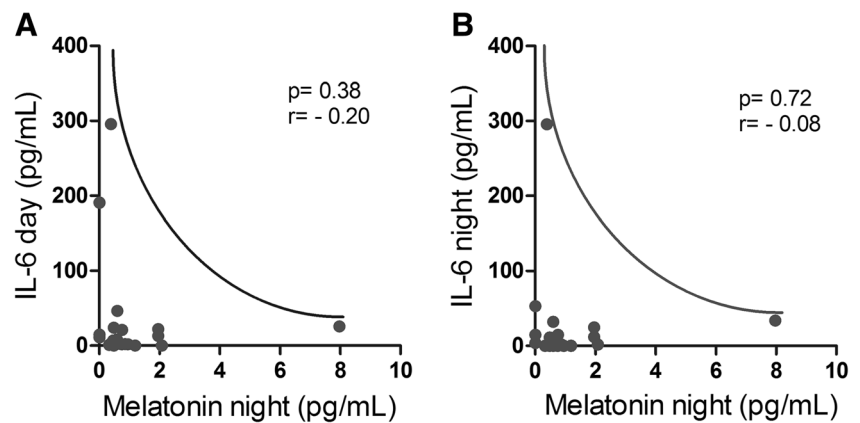 A
IL-6 day (pg/mL)
400
300
200
100
0
p= 0.38
r= - 0.20
0 2 4 6 8 10
Melatonin night (pg/mL)
B
IL-6 night (pg/mL)
400
300
200
100
0
p= 0.72
r= - 0.08
0 2 4 6 8 10
Melatonin night (pg/mL)